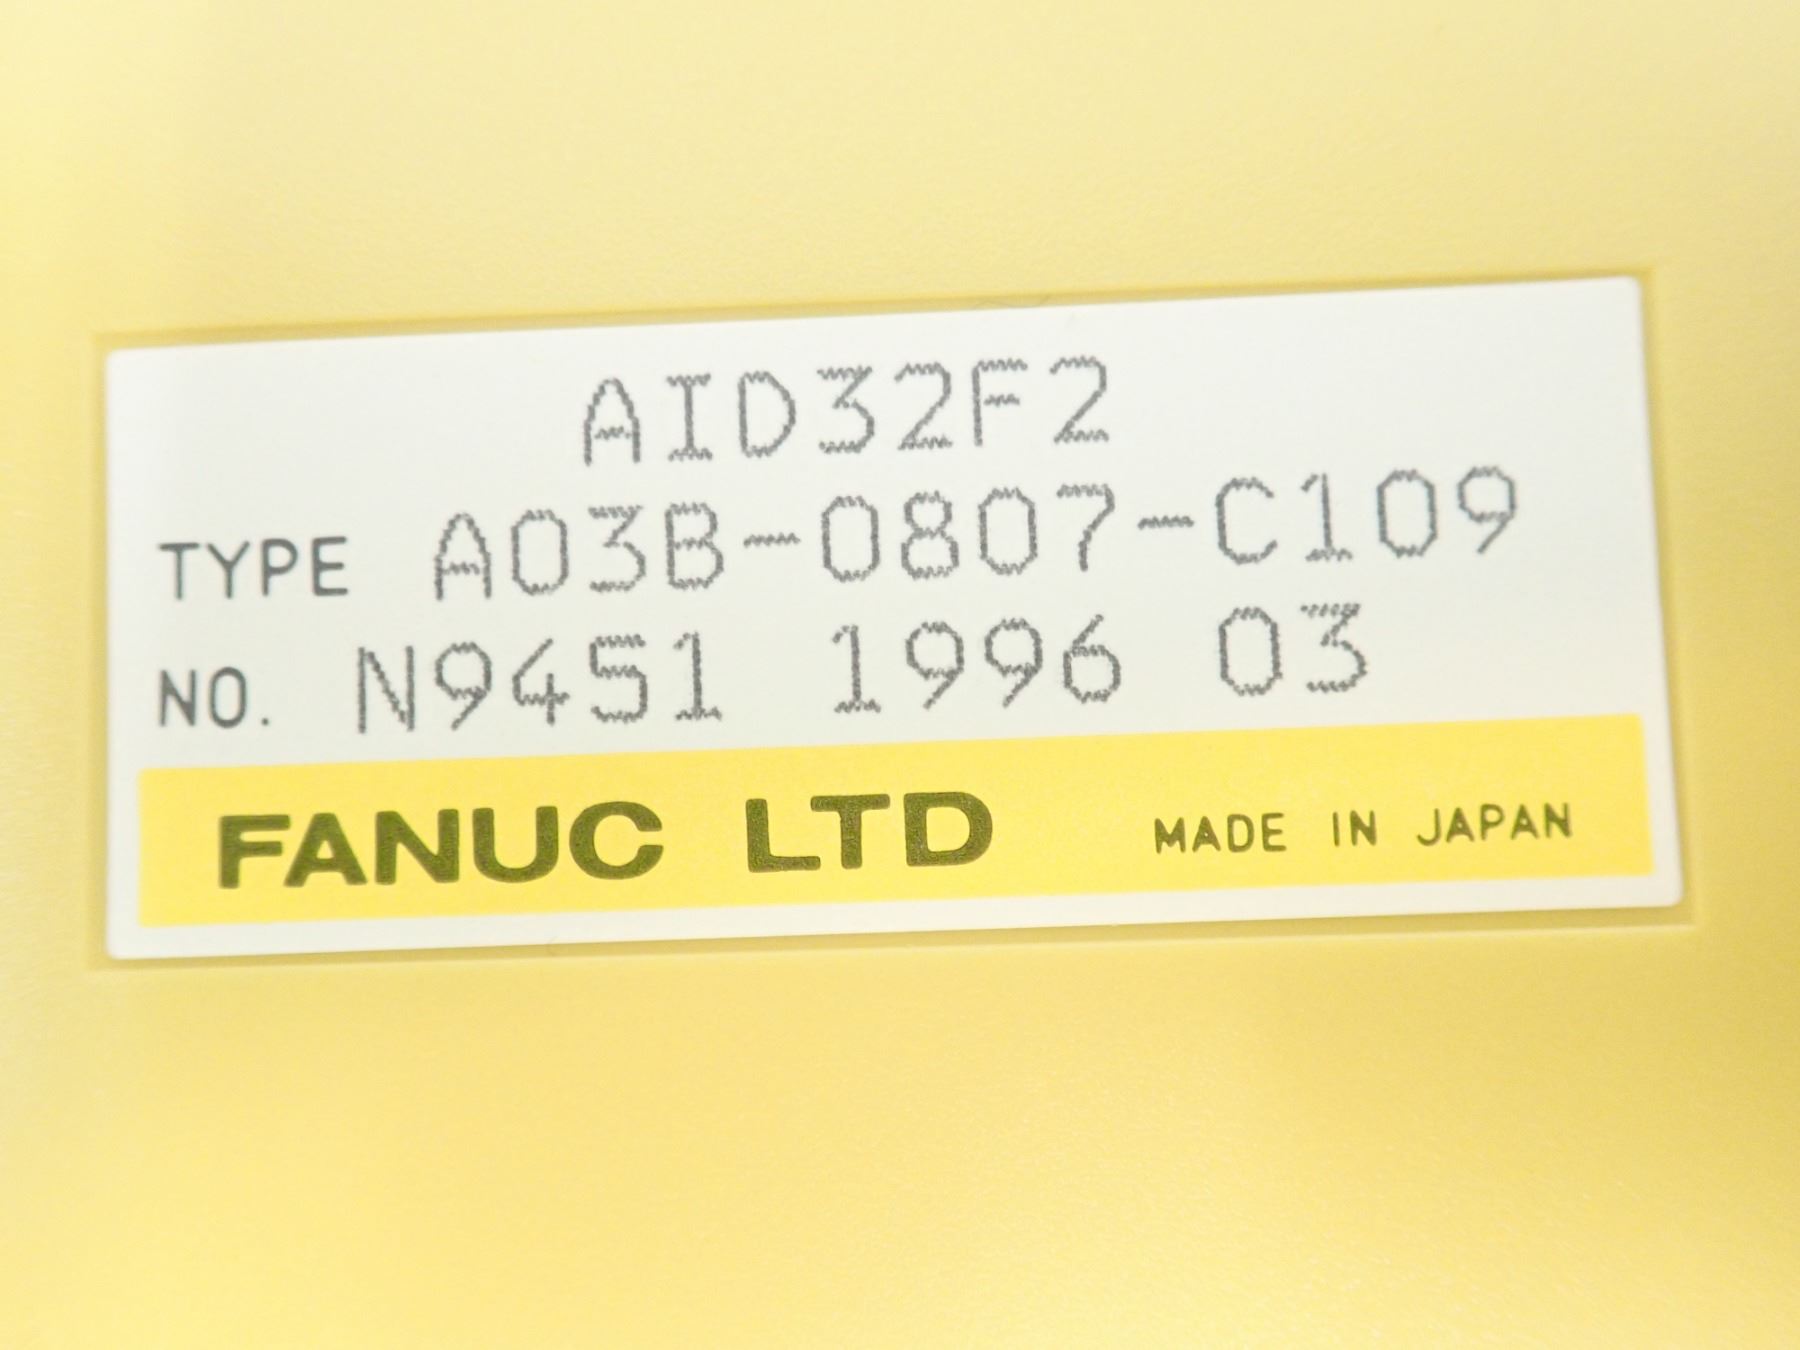 AID32F2
TYPE A03B-0807-C109
NO. N9451 1996 03
FANUC LTD MADE IN JAPAN